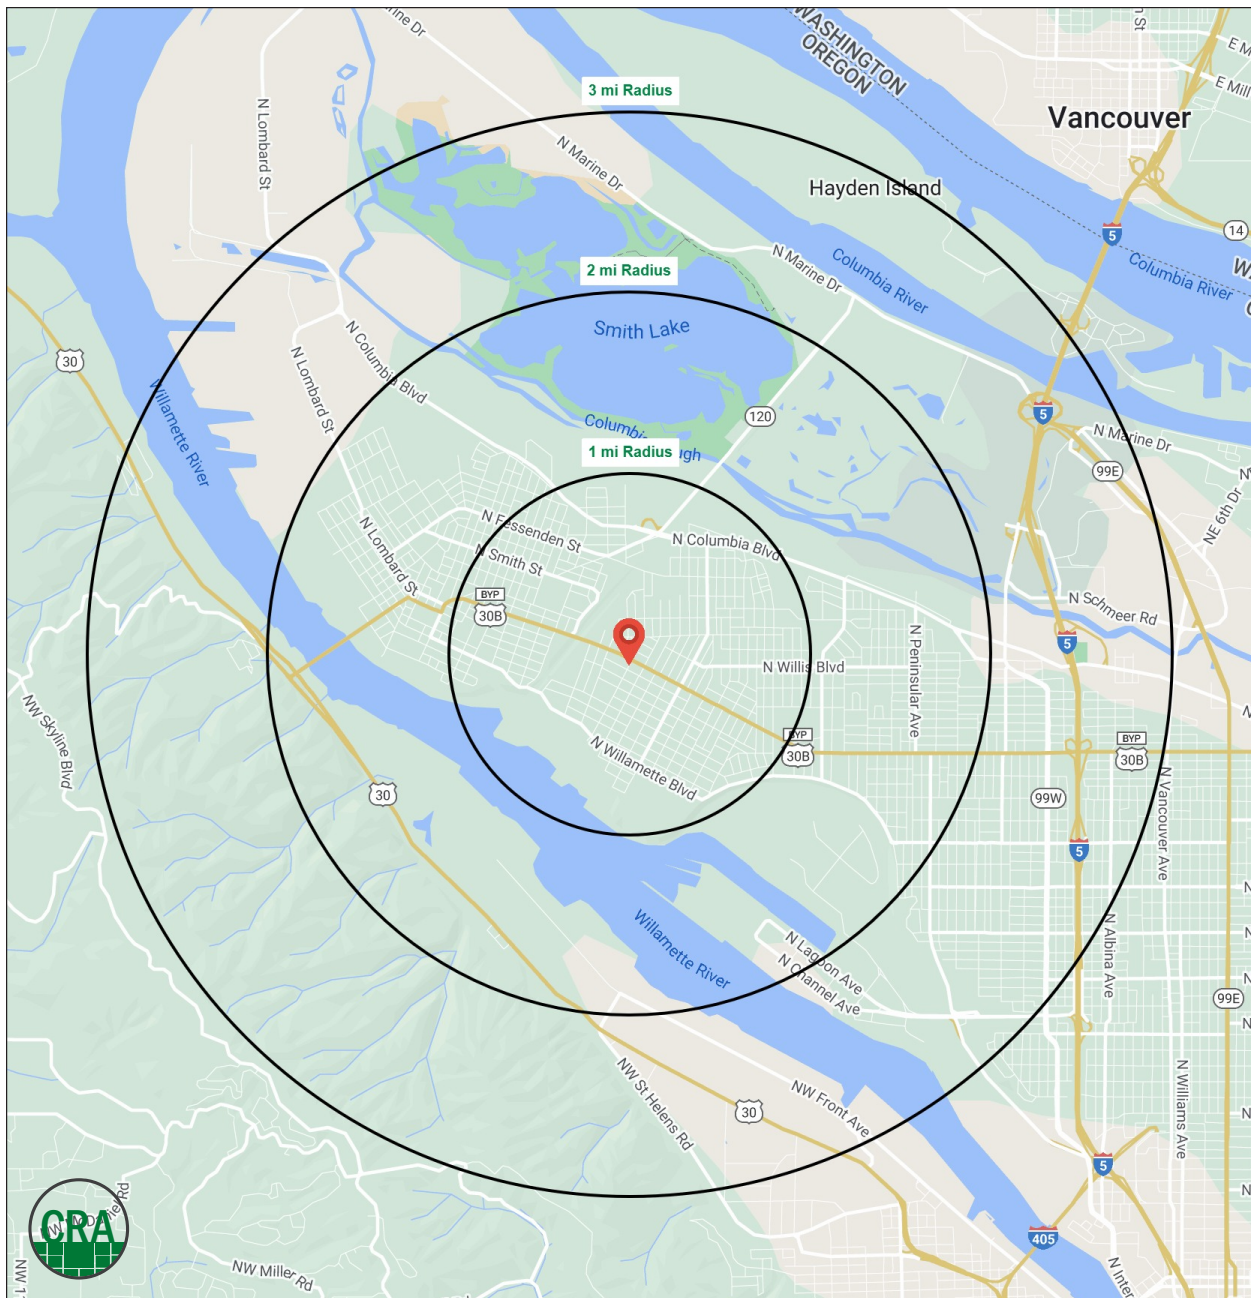 WASHINGTON
OREGON
3 mi Radius
Vancouver
N Lombard St
N Marine Dr
Hayden Island
14
5
N Marine Dr
Columbia River
Columbia River
2 mi Radius
Smith Lake
30
N Columbia Blvd
N Lombard St
Willamette River
120
5
N Marine Dr
99E
1 mi Radius
NE 6th Dr
N Fessenden St
N Columbia Blvd
N Lombard St
N Smith St
BYP
30B
N Schmeer Rd
5
N Peninsular Ave
N Willis Blvd
NW Skyline Blvd
N Willamette Blvd
BYP
30B
BYP
30B
30
99W
N Vancouver Ave
5
Willamette River
N Lagoon Ave
N Channel Ave
N Albina Ave
99E
NW St Helens Rd
30
NW Front Ave
N Williams Ave
5
CRA
405
NW Miller Rd